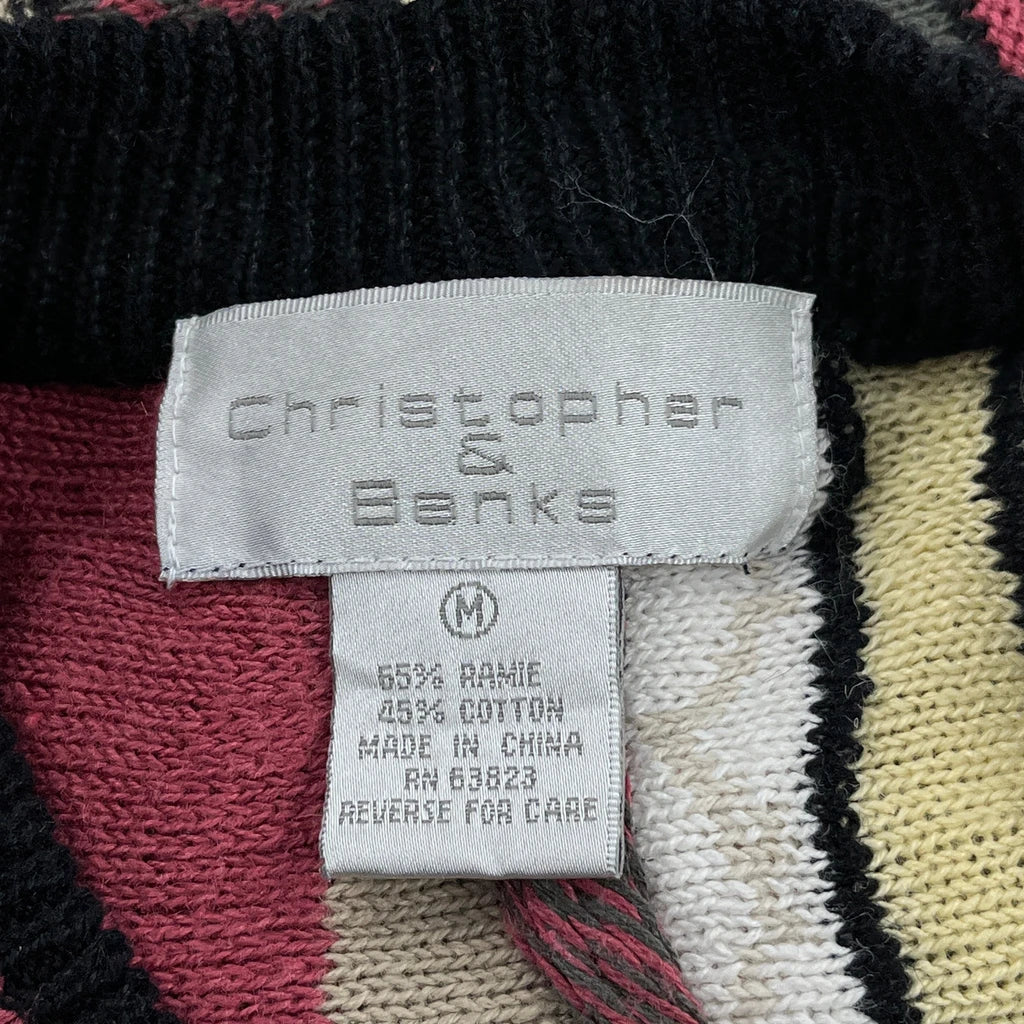 Christopher
&
Banks
M
55% RAMIE
45% COTTON
MADE IN CHINA
RN 63823
REVERSE FOR CARE